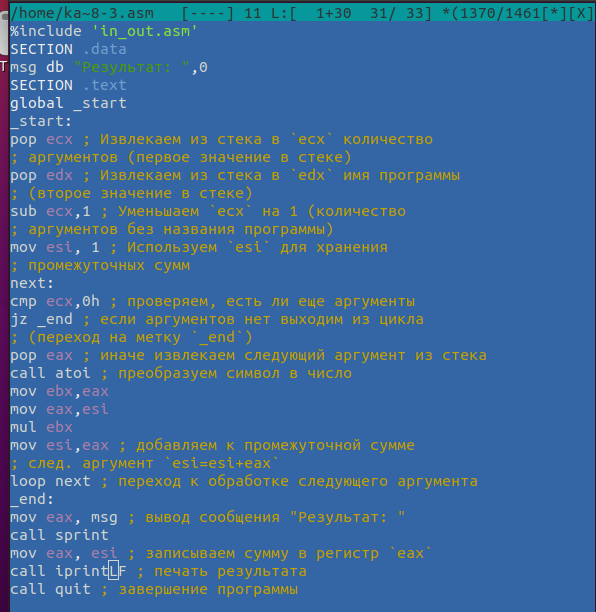 /home/ka~8-3.asm   [----] 11 L:[  1+30  31/ 33] *(1370/1461[*][X]
%include 'in_out.asm'
SECTION .data
msg db "Результат: ",0
SECTION .text
global _start
_start:
pop ecx ; Извлекаем из стека в `ecx` количество
; аргументов (первое значение в стеке)
pop edx ; Извлекаем из стека в `edx` имя программы
; (второе значение в стеке)
sub ecx,1 ; Уменьшаем `ecx` на 1 (количество
; аргументов без названия программы)
mov esi, 1 ; Используем `esi` для хранения
; промежуточных сумм
next:
cmp ecx,0h ; проверяем, есть ли еще аргументы
jz _end ; если аргументов нет выходим из цикла
; (переход на метку `_end`)
pop eax ; иначе извлекаем следующий аргумент из стека
call atoi ; преобразуем символ в число
mov ebx,eax
mov eax,esi
mul ebx
mov esi,eax ; добавляем к промежуточной сумме
; след. аргумент `esi=esi+eax`
loop next ; переход к обработке следующего аргумента
_end:
mov eax, msg ; вывод сообщения "Результат: "
call sprint
mov eax, esi ; записываем сумму в регистр `eax`
call iprintLF ; печать результата
call quit ; завершение программы